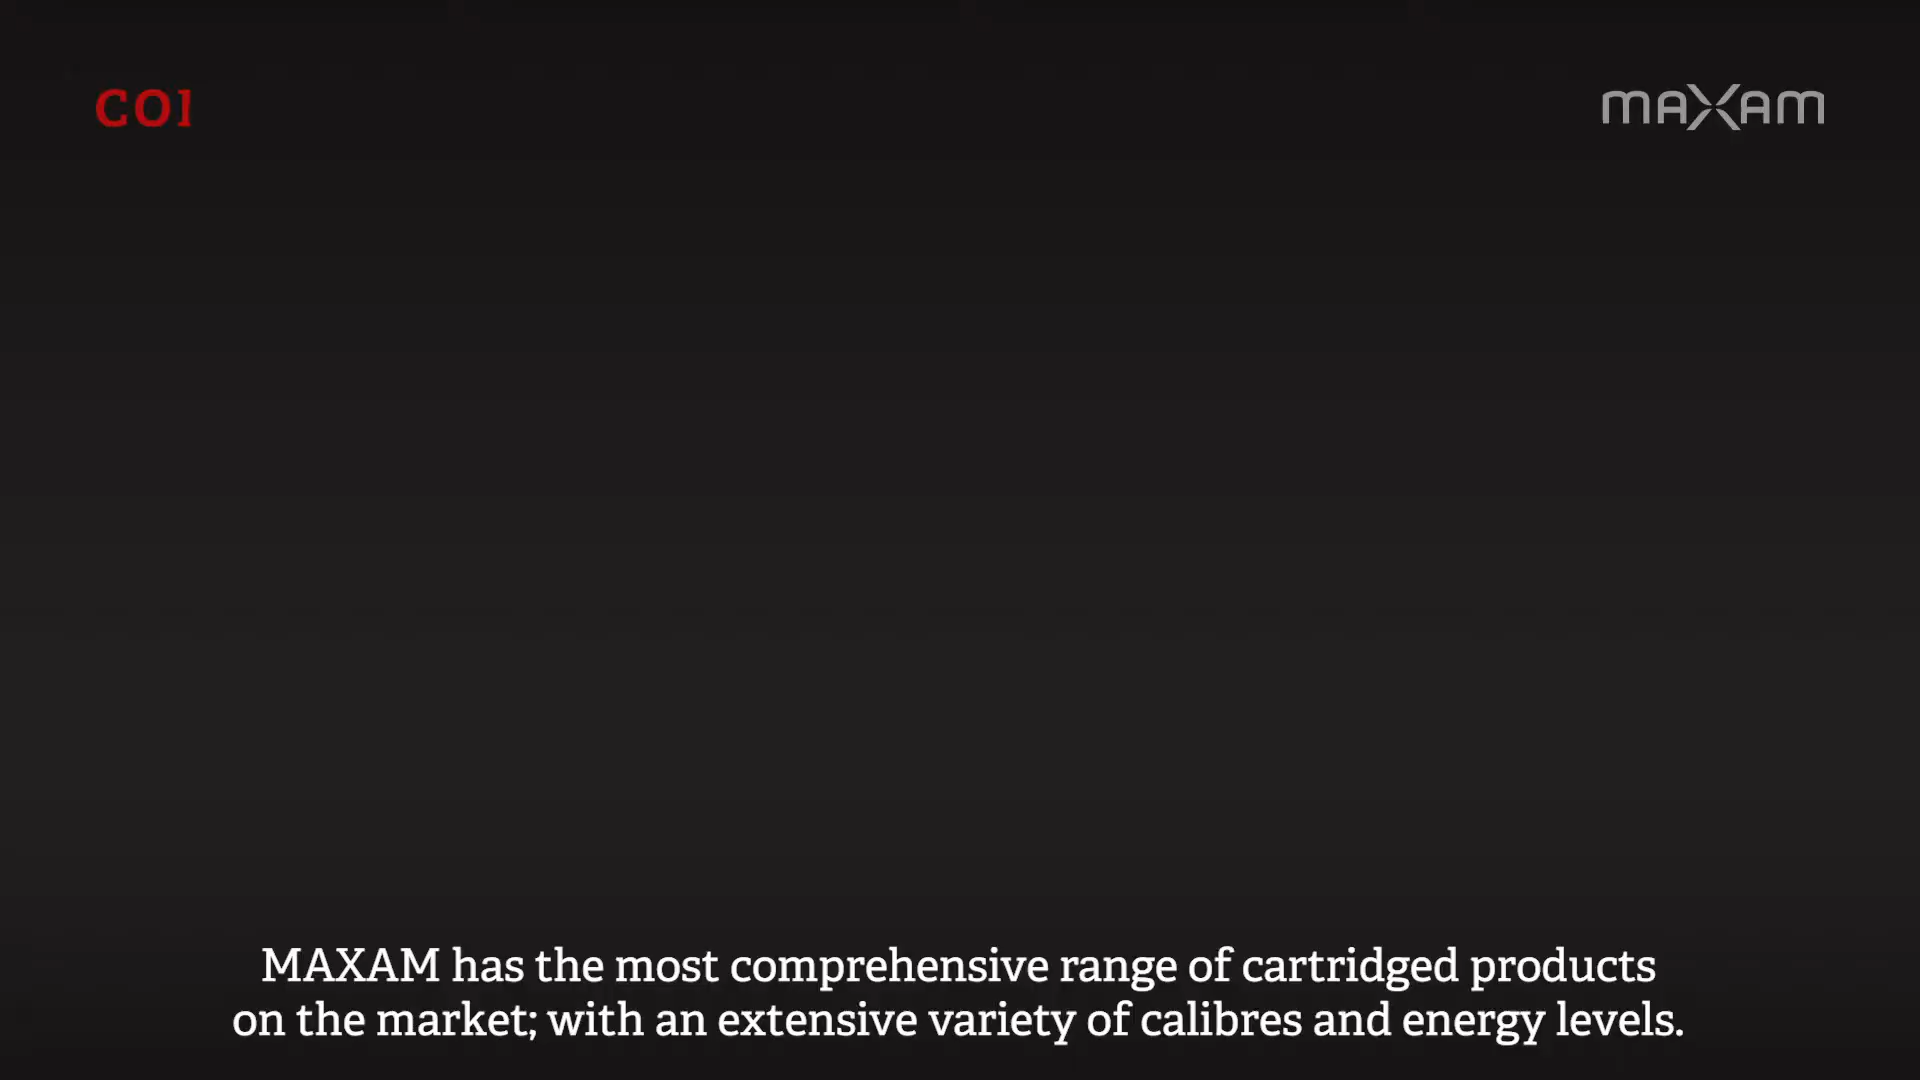 COl
maXam
MAXAM has the most comprehensive range of cartridged products
on the market; with an extensive variety of calibres and energy levels.